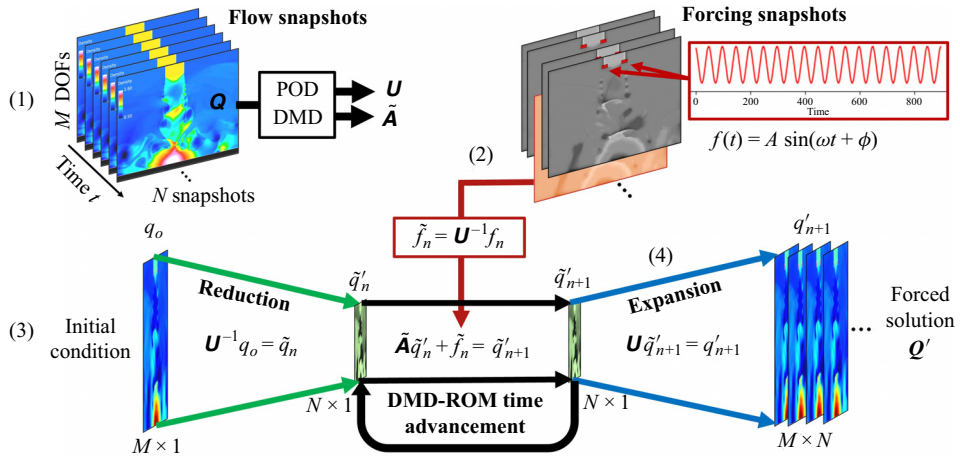 Flow snapshots
Forcing snapshots
(1)
M DOFs
Q
POD
DMD
U
Ã
Time t
N snapshots
0 200 400 600 800
Time
f(t) = A sin(ωt + ϕ)
(2)
f̃ₙ = U⁻¹fₙ
(3)
Initial
condition
qₒ
Reduction
U⁻¹qₒ = q̃ₙ
M × 1
q̃′ₙ
N × 1
Ãq̃′ₙ + f̃ₙ = q̃′ₙ₊₁
DMD-ROM time
advancement
q̃′ₙ₊₁
N × 1
(4)
Expansion
Uq̃′ₙ₊₁ = q′ₙ₊₁
q′ₙ₊₁
M × N
Forced
solution
Q′